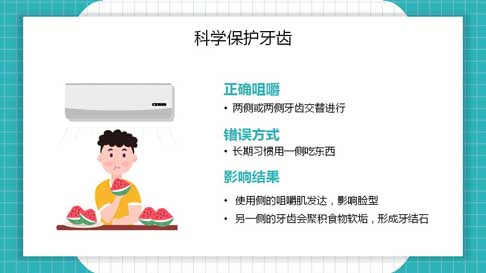 科学保护牙齿
正确咀嚼
• 两侧或两侧牙齿交替进行
错误方式
• 长期习惯用一侧吃东西
影响结果
• 使用侧的咀嚼肌发达，影响脸型
• 另一侧的牙齿会聚积食物软垢，形成牙结石